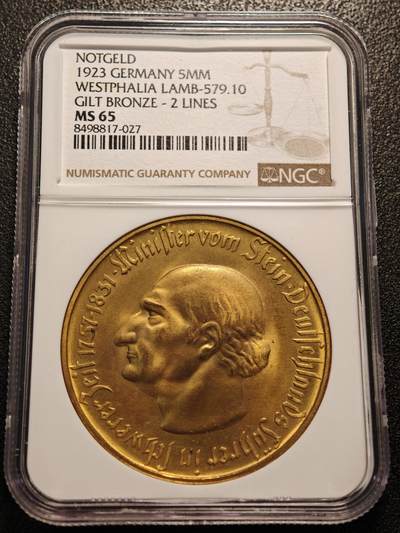 NOTGELD
1923 GERMANY 5MM
WESTPHALIA LAMB-579.10
GILT BRONZE - 2 LINES
MS 65
8498817-027
NUMISMATIC GUARANTY COMPANY
NGC®
Minister vom Stein · Deutschlands Führer in schwerer Zeit 1757-1831 ·